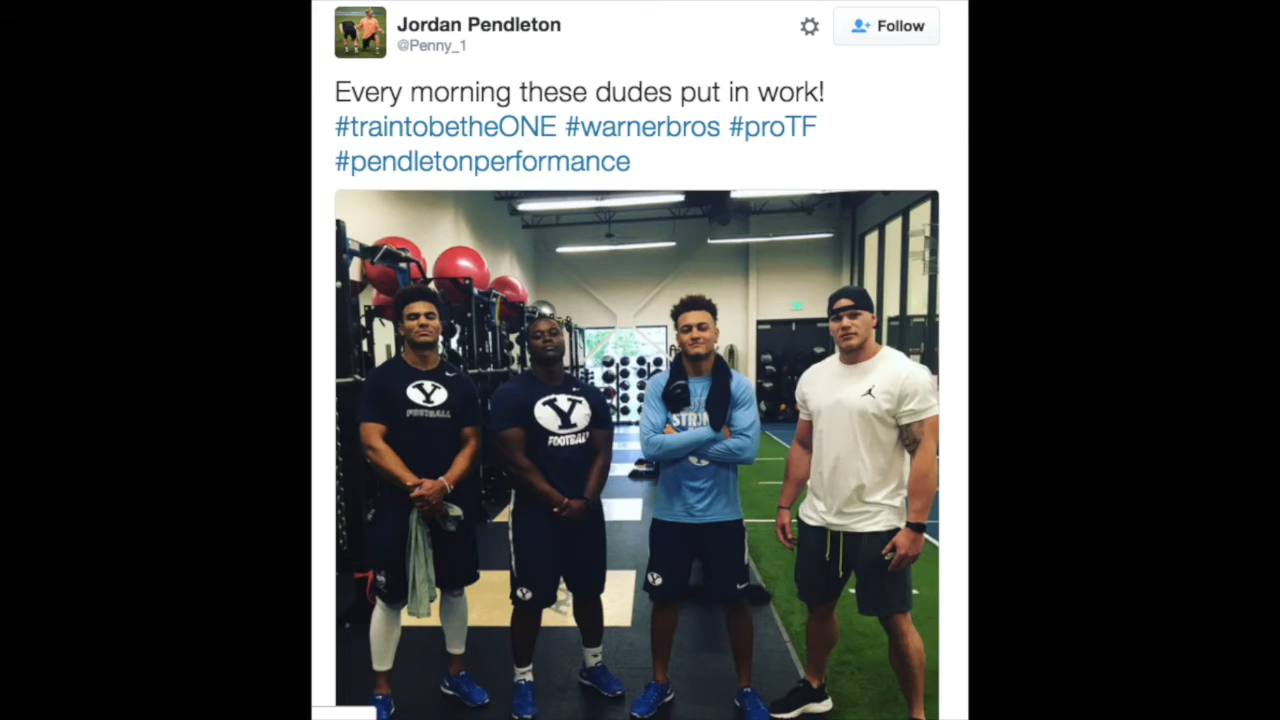 Jordan Pendleton
@Penny_1
Follow
Every morning these dudes put in work!
#traintobetheONE #warnerbros #proTF
#pendletonperformance
Y
FOOTBALL
Y
FOOTBALL